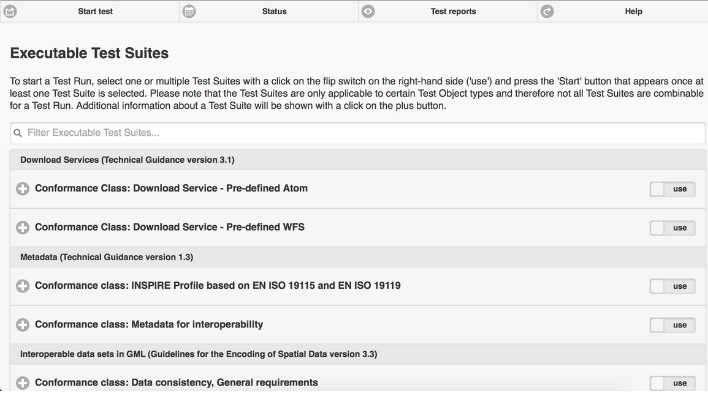 Start test
Status
Test reports
Help
Executable Test Suites
To start a Test Run, select one or multiple Test Suites with a click on the flip switch on the right-hand side ('use') and press the 'Start' button that appears once at
least one Test Suite is selected. Please note that the Test Suites are only applicable to certain Test Object types and therefore not all Test Suites are combinable
for a Test Run. Additional information about a Test Suite will be shown with a click on the plus button.
Filter Executable Test Suites...
Download Services (Technical Guidance version 3.1)
Conformance Class: Download Service - Pre-defined Atom
use
Conformance Class: Download Service - Pre-defined WFS
use
Metadata (Technical Guidance version 1.3)
Conformance class: INSPIRE Profile based on EN ISO 19115 and EN ISO 19119
use
Conformance class: Metadata for interoperability
use
Interoperable data sets in GML (Guidelines for the Encoding of Spatial Data version 3.3)
Conformance class: Data consistency, General requirements
use